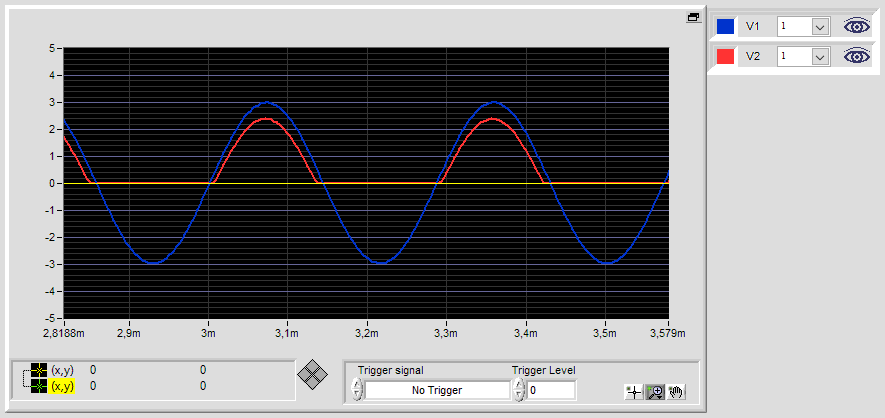 V1 1
V2 1
5
4
3
2
1
0
-1
-2
-3
-4
-5
2,8188m 2,9m 3m 3,1m 3,2m 3,3m 3,4m 3,5m 3,579m
(x,y) 0 0
(x,y) 0 0
Trigger signal Trigger Level
No Trigger 0